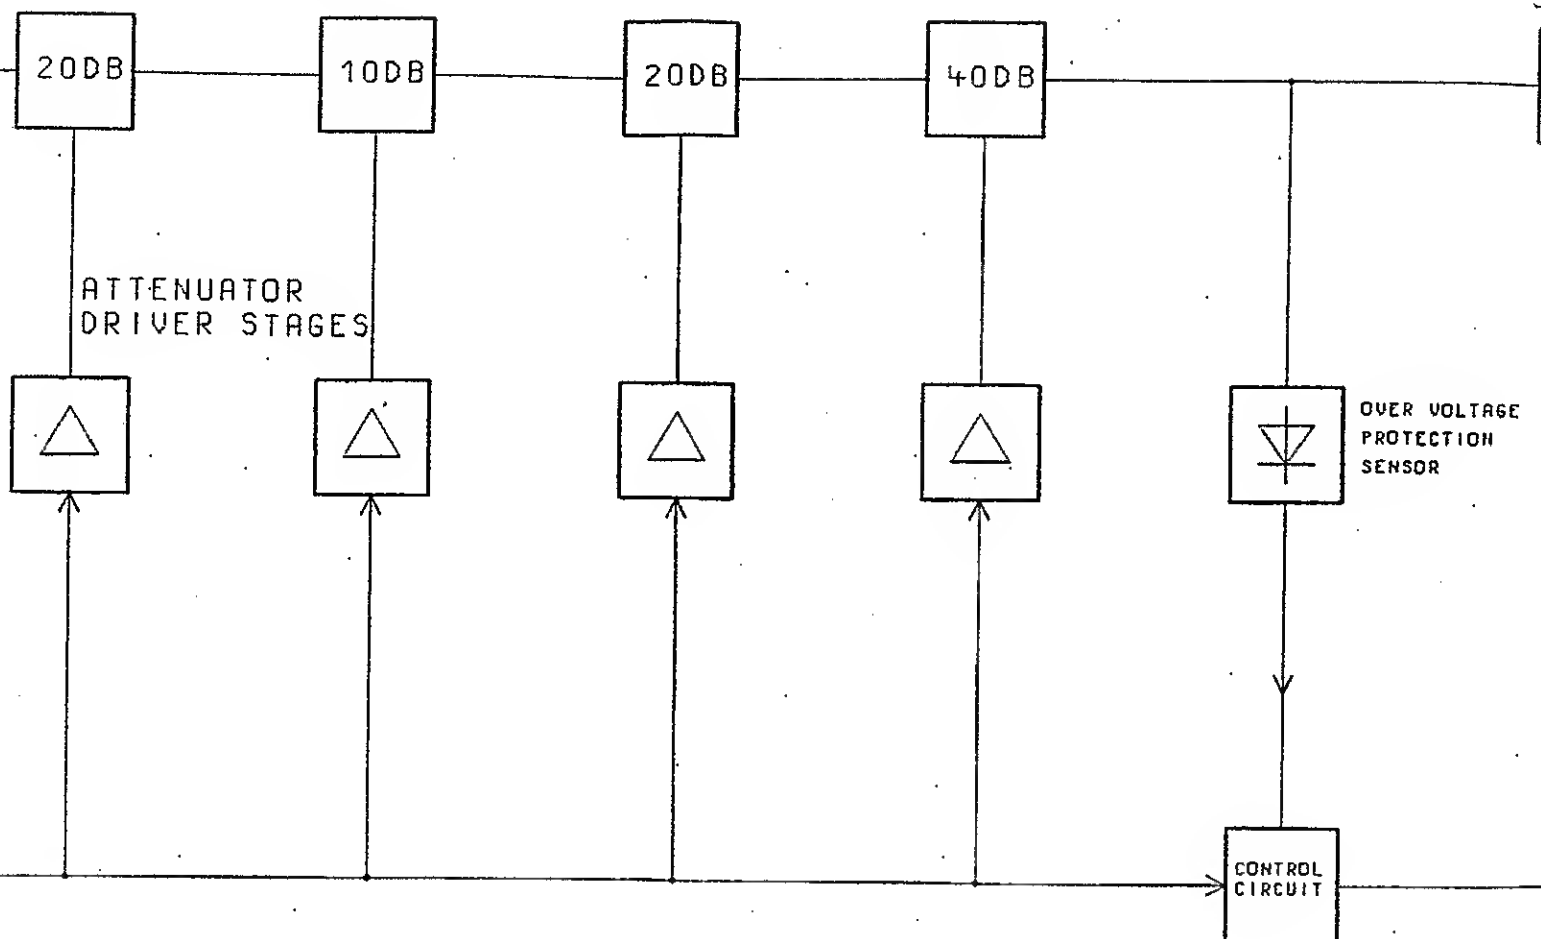 20DB
10DB
20DB
40DB
ATTENUATOR
DRIVER STAGES
OVER VOLTAGE
PROTECTION
SENSOR
CONTROL
CIRCUIT